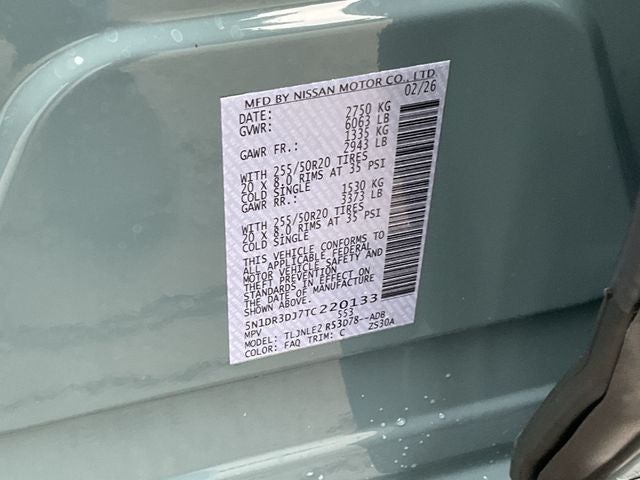 MFD BY NISSAN MOTOR CO., LTD
DATE: 02/26
GVWR: 2750 KG
6063 LB
GAWR FR.: 1335 KG
2943 LB
WITH 255/50R20 TIRES
20 X 8.0 RIMS AT 35 PSI
COLD SINGLE
GAWR RR.: 1530 KG
3373 LB
WITH 255/50R20 TIRES
20 X 8.0 RIMS AT 35 PSI
COLD SINGLE
THIS VEHICLE CONFORMS TO
ALL APPLICABLE FEDERAL
MOTOR VEHICLE SAFETY AND
THEFT PREVENTION
STANDARDS IN EFFECT ON
THE DATE OF MANUFACTURE
SHOWN ABOVE.
5N1DR3DJ7TC220133
MPV 553
MODEL: TLJNLE2 R53D78--ADB
COLOR: FAQ TRIM: C ZS30A